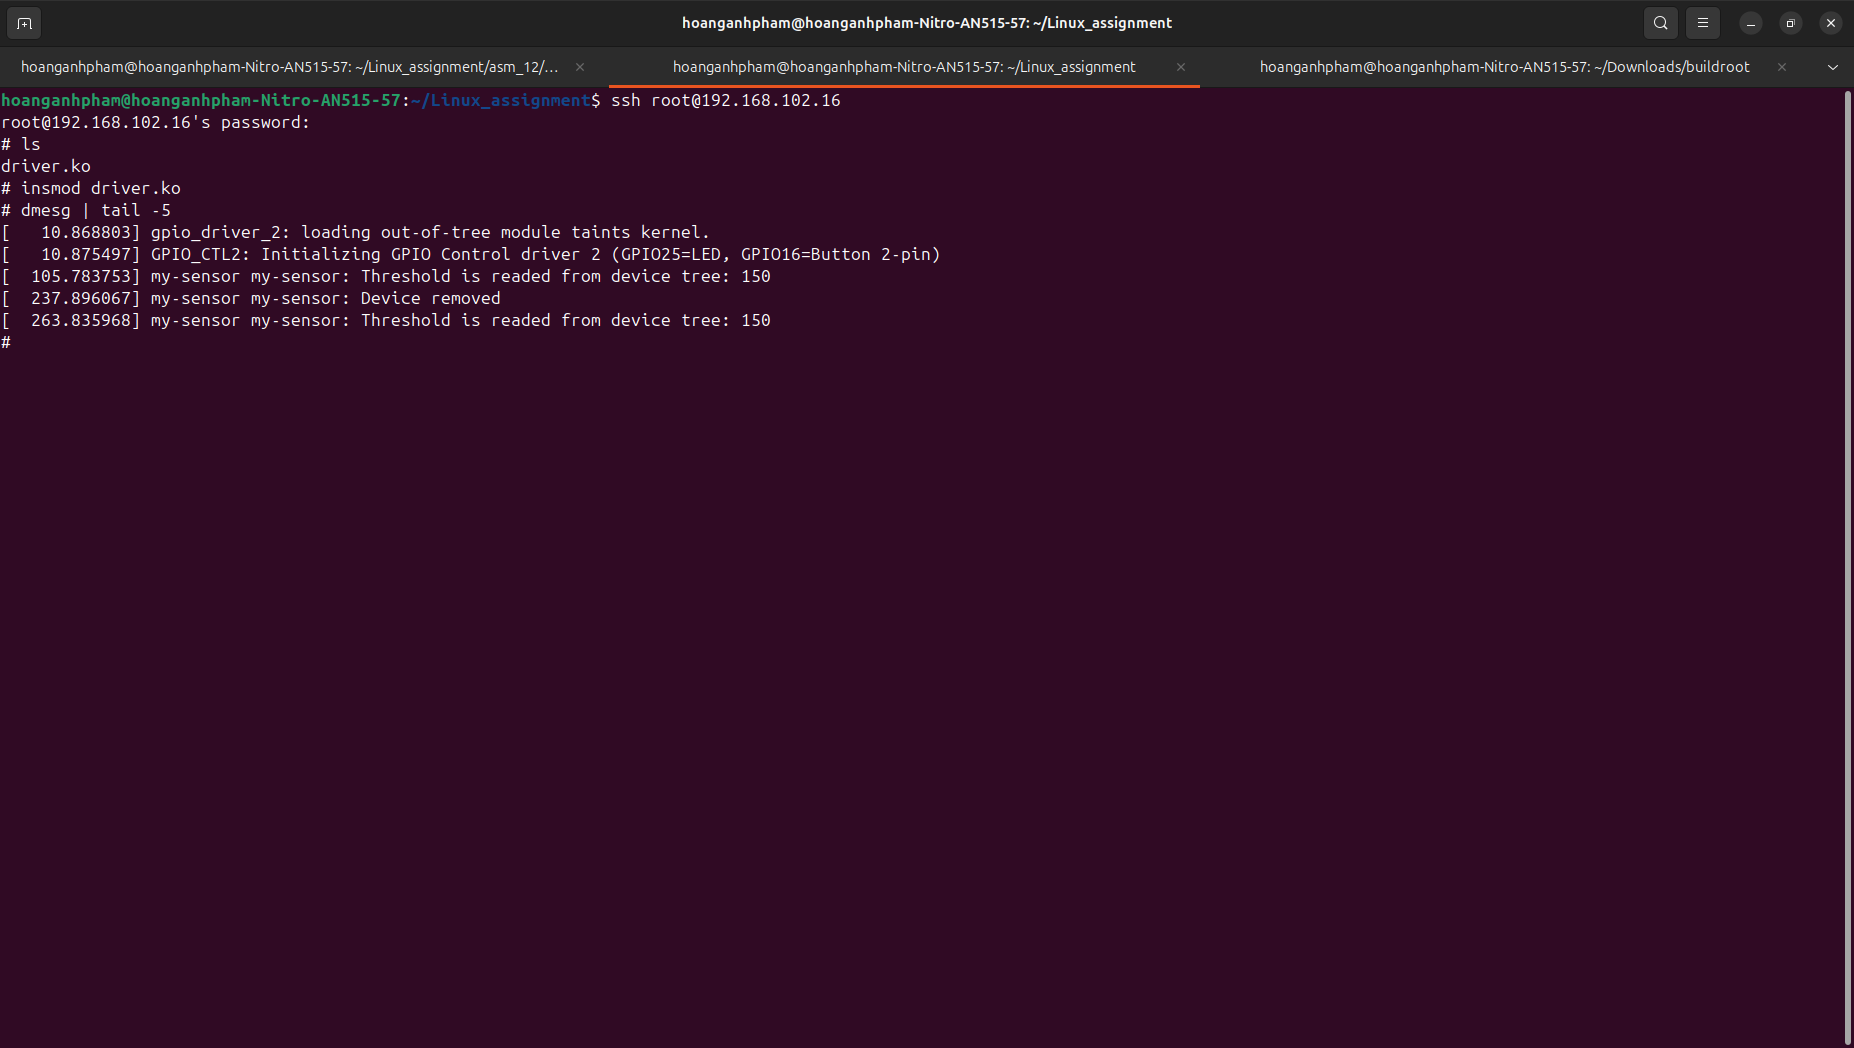 hoanganhpham@hoanganhpham-Nitro-AN515-57: ~/Linux_assignment
hoanganhpham@hoanganhpham-Nitro-AN515-57: ~/Linux_assignment/asm_12/...
hoanganhpham@hoanganhpham-Nitro-AN515-57: ~/Linux_assignment
hoanganhpham@hoanganhpham-Nitro-AN515-57: ~/Downloads/buildroot
hoanganhpham@hoanganhpham-Nitro-AN515-57:~/Linux_assignment$ ssh root@192.168.102.16
root@192.168.102.16's password:
# ls
driver.ko
# insmod driver.ko
# dmesg | tail -5
[   10.868803] gpio_driver_2: loading out-of-tree module taints kernel.
[   10.875497] GPIO_CTL2: Initializing GPIO Control driver 2 (GPIO25=LED, GPIO16=Button 2-pin)
[  105.783753] my-sensor my-sensor: Threshold is readed from device tree: 150
[  237.896067] my-sensor my-sensor: Device removed
[  263.835968] my-sensor my-sensor: Threshold is readed from device tree: 150
#